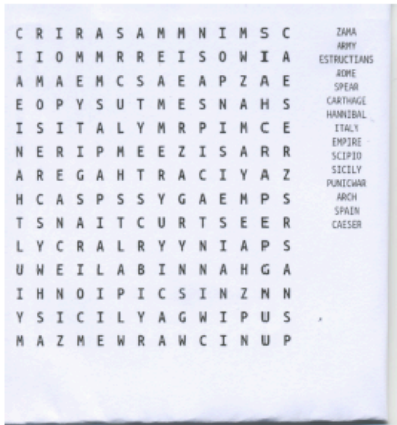 C R I R A S A M M N I M S C
I I O M M R R E I S O W I A
A M A E M C S A E A P Z A E
E O P Y S U T M E S N A H S
I S I T A L Y M R P I M C E
N E R I P M E E Z I S A R R
A R E G A H T R A C I Y A Z
H C A S P S S Y G A E M P S
T S N A I T C U R T S E E R
L Y C R A L R Y Y N I A P S
U W E I L A B I N N A H G A
I H N O I P I C S I N Z N N
Y S I C I L Y A G W I P U S
M A Z M E W R A W C I N U P
ZAMA
ARMY
ESTRUCTIANS
ROME
SPEAR
CARTHAGE
HANNIBAL
ITALY
EMPIRE
SCIPIO
SICILY
PUNICWAR
ARCH
SPAIN
CAESER